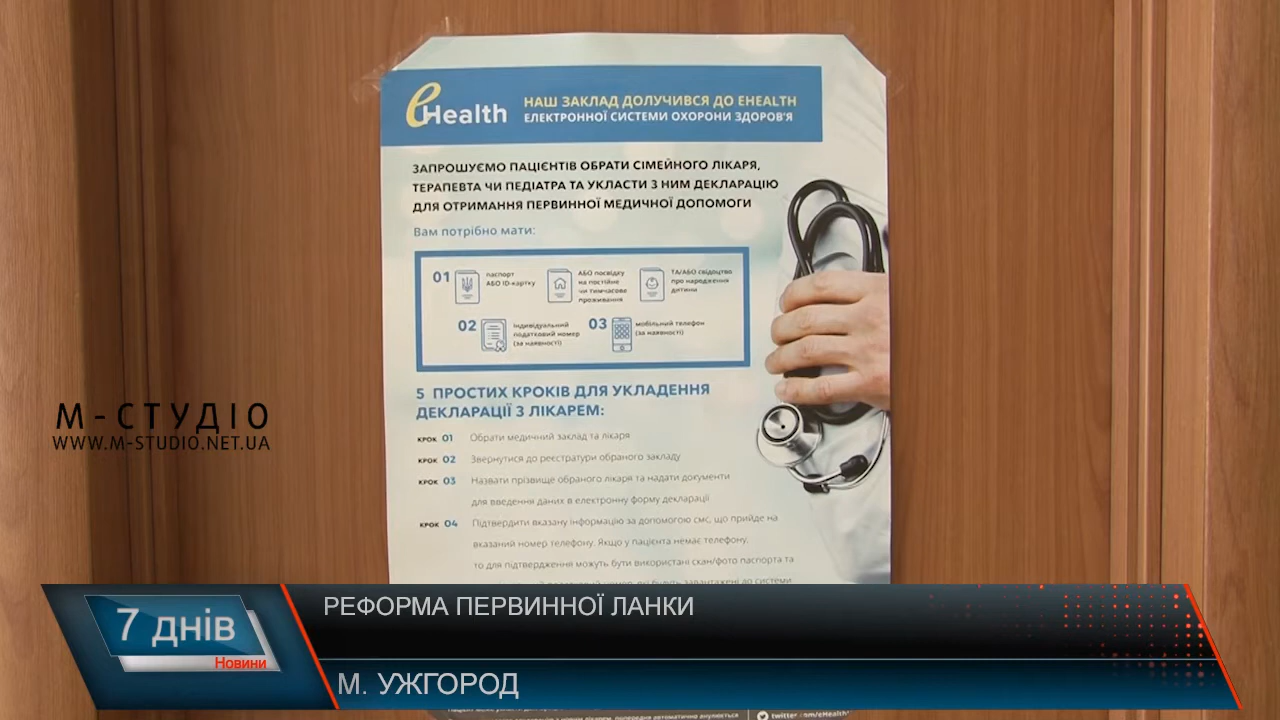 eHealth
НАШ ЗАКЛАД ДОЛУЧИВСЯ ДО EHEALTH
ЕЛЕКТРОННОЇ СИСТЕМИ ОХОРОНИ ЗДОРОВ'Я
ЗАПРОШУЄМО ПАЦІЄНТІВ ОБРАТИ СІМЕЙНОГО ЛІКАРЯ,
ТЕРАПЕВТА ЧИ ПЕДІАТРА ТА УКЛАСТИ З НИМ ДЕКЛАРАЦІЮ
ДЛЯ ОТРИМАННЯ ПЕРВИННОЇ МЕДИЧНОЇ ДОПОМОГИ
Вам потрібно мати:
01
паспорт
АБО ID-картку
АБО посвідку
на постійне
чи тимчасове
проживання
ТА/АБО свідоцтво
про народження
дитини
02
індивідуальний
податковий номер
(за наявності)
03
мобільний телефон
(за наявності)
5 ПРОСТИХ КРОКІВ ДЛЯ УКЛАДЕННЯ
ДЕКЛАРАЦІЇ З ЛІКАРЕМ:
КРОК 01 Обрати медичний заклад та лікаря
КРОК 02 Звернутися до реєстратури обраного закладу
КРОК 03 Назвати прізвище обраного лікаря та надати документи
для введення даних в електронну форму декларації
КРОК 04 Підтвердити вказану інформацію за допомогою смс, що прийде на
вказаний номер телефону. Якщо у пацієнта немає телефону,
то для підтвердження можуть бути використані скан/фото паспорта та
М-СТУДІО
WWW.M-STUDIO.NET.UA
7 днів
Новини
РЕФОРМА ПЕРВИННОЇ ЛАНКИ
М. УЖГОРОД